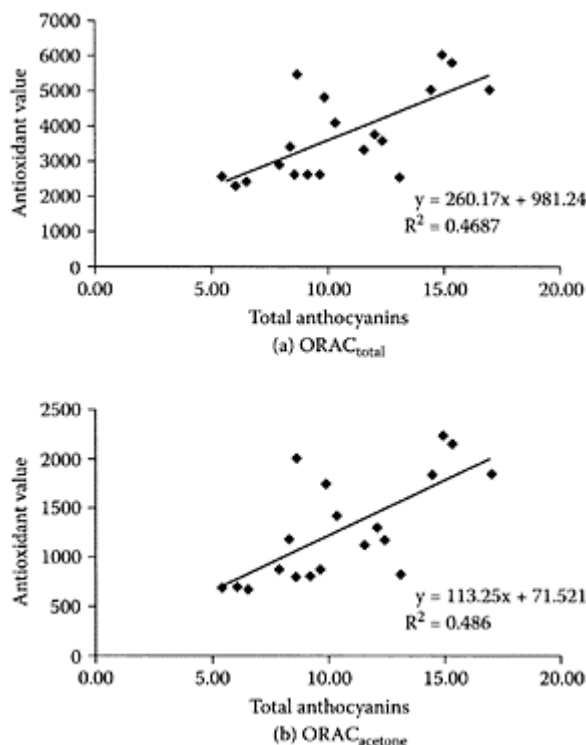 7000
6000
5000
4000
3000
2000
1000
0
Antioxidant value
y = 260.17x + 981.24
R² = 0.4687
0.00 5.00 10.00 15.00 20.00
Total anthocyanins
(a) ORACtotal
2500
2000
1500
1000
500
0
Antioxidant value
y = 113.25x + 71.521
R² = 0.486
0.00 5.00 10.00 15.00 20.00
Total anthocyanins
(b) ORACacetone